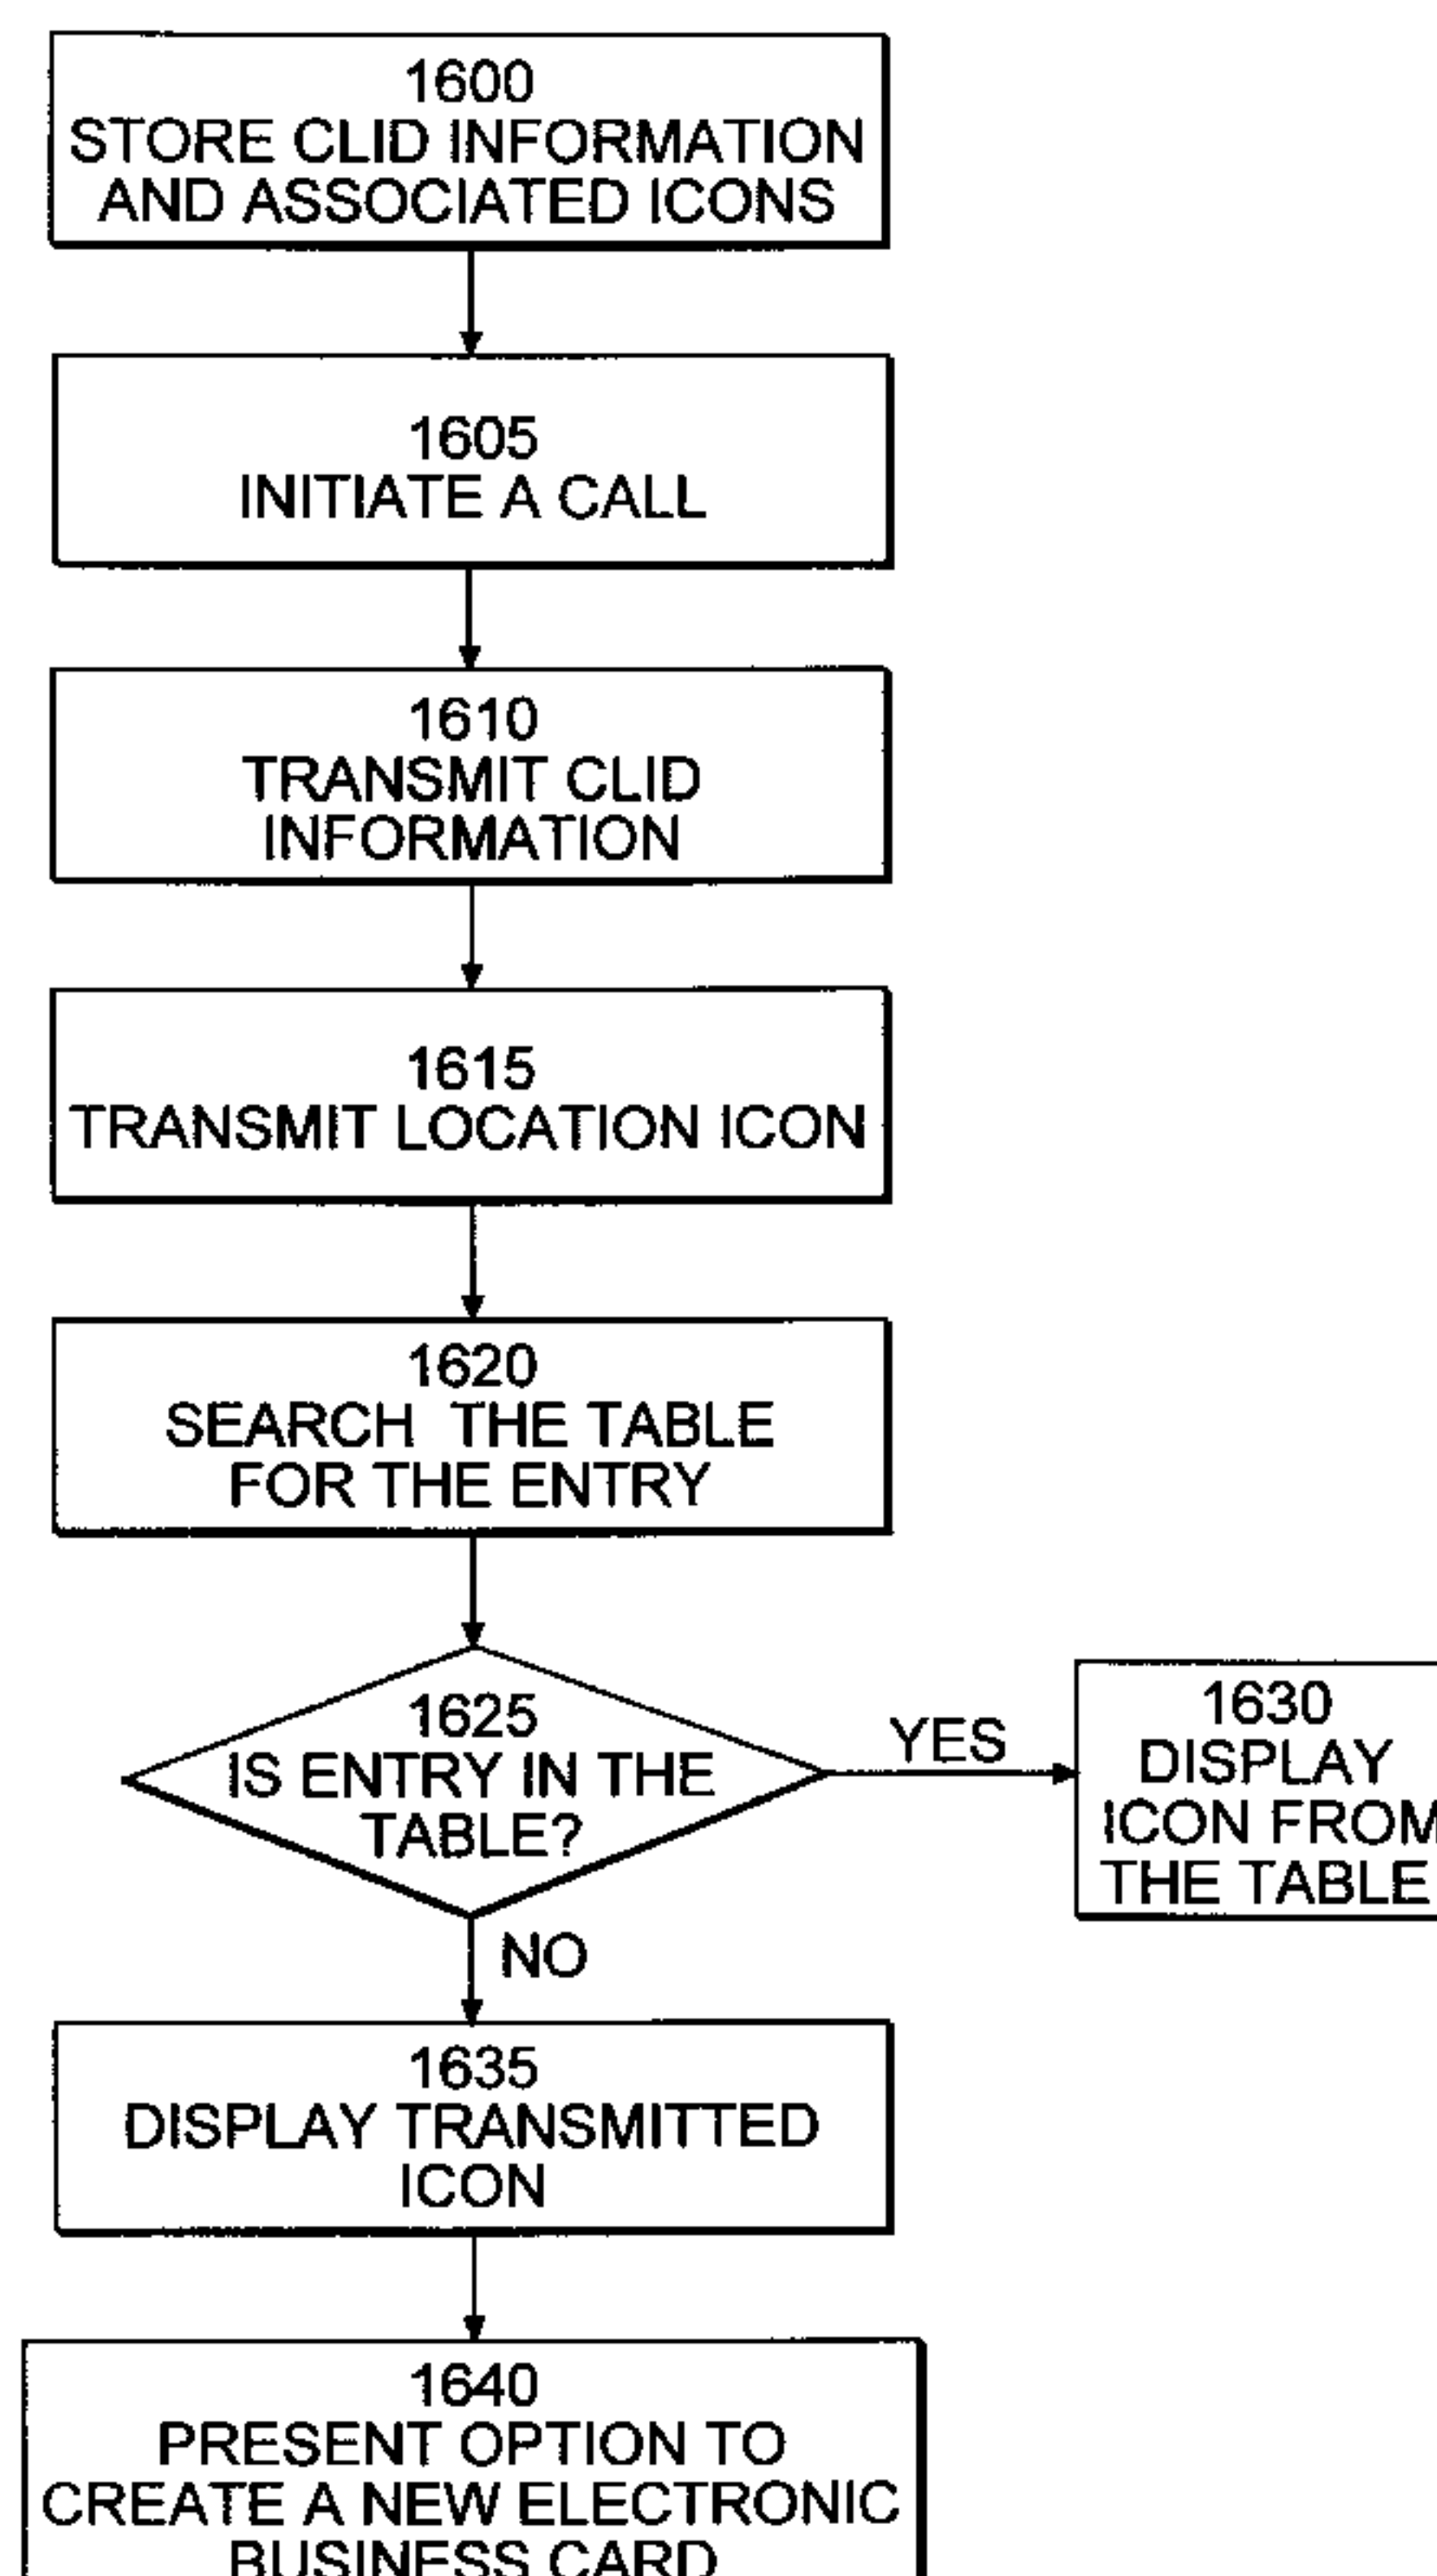 1600
STORE CLID INFORMATION
AND ASSOCIATED ICONS
1605
INITIATE A CALL
1610
TRANSMIT CLID
INFORMATION
1615
TRANSMIT LOCATION ICON
1620
SEARCH THE TABLE
FOR THE ENTRY
1625
IS ENTRY IN THE
TABLE?
YES
1630
DISPLAY
ICON FROM
THE TABLE
NO
1635
DISPLAY TRANSMITTED
ICON
1640
PRESENT OPTION TO
CREATE A NEW ELECTRONIC
BUSINESS CARD